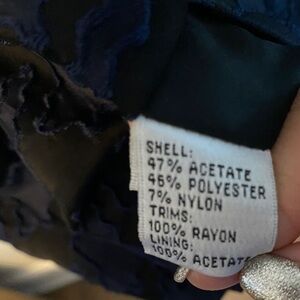 SHELL:
47% ACETATE
46% POLYESTER
7% NYLON
TRIMS:
100% RAYON
LINING:
100% ACETATE